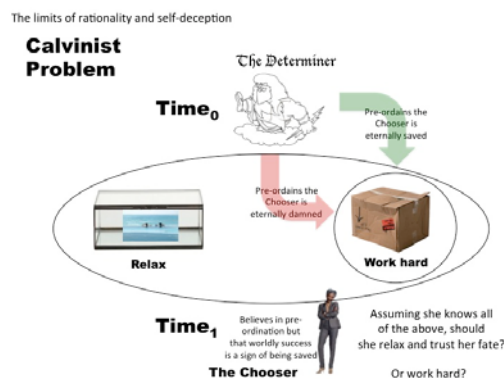 The limits of rationality and self-deception
Calvinist
Problem
The Determiner
Time0
Pre-ordains the
Chooser is
eternally saved
Pre-ordains the
Chooser is
eternally damned
Relax
Work hard
Time1
Believes in pre-
ordination but
that worldly success
is a sign of being saved
The Chooser
Assuming she knows all
of the above, should
she relax and trust her fate?
Or work hard?